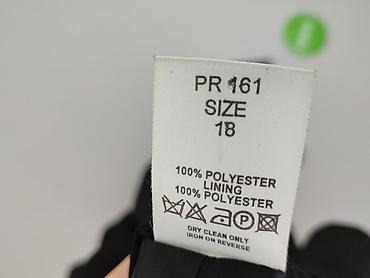 PR 161
SIZE
18
100% POLYESTER
LINING
100% POLYESTER
P
DRY CLEAN ONLY
IRON ON REVERSE